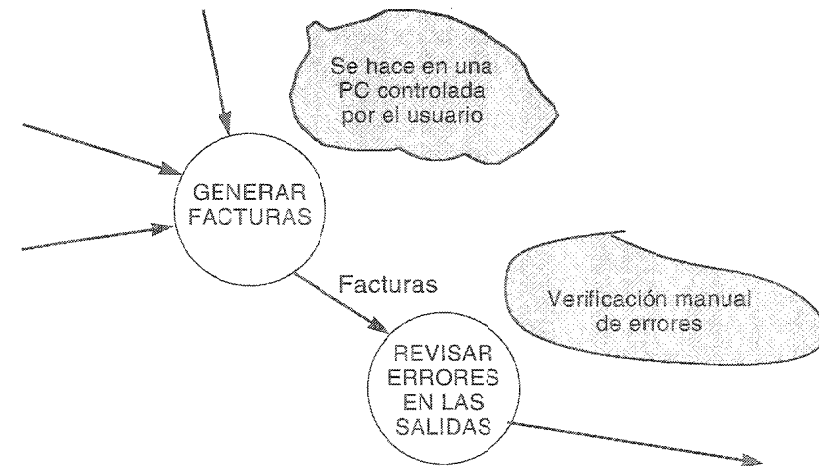 Se hace en una
PC controlada
por el usuario
GENERAR
FACTURAS
Facturas
Verificación manual
de errores
REVISAR
ERRORES
EN LAS
SALIDAS